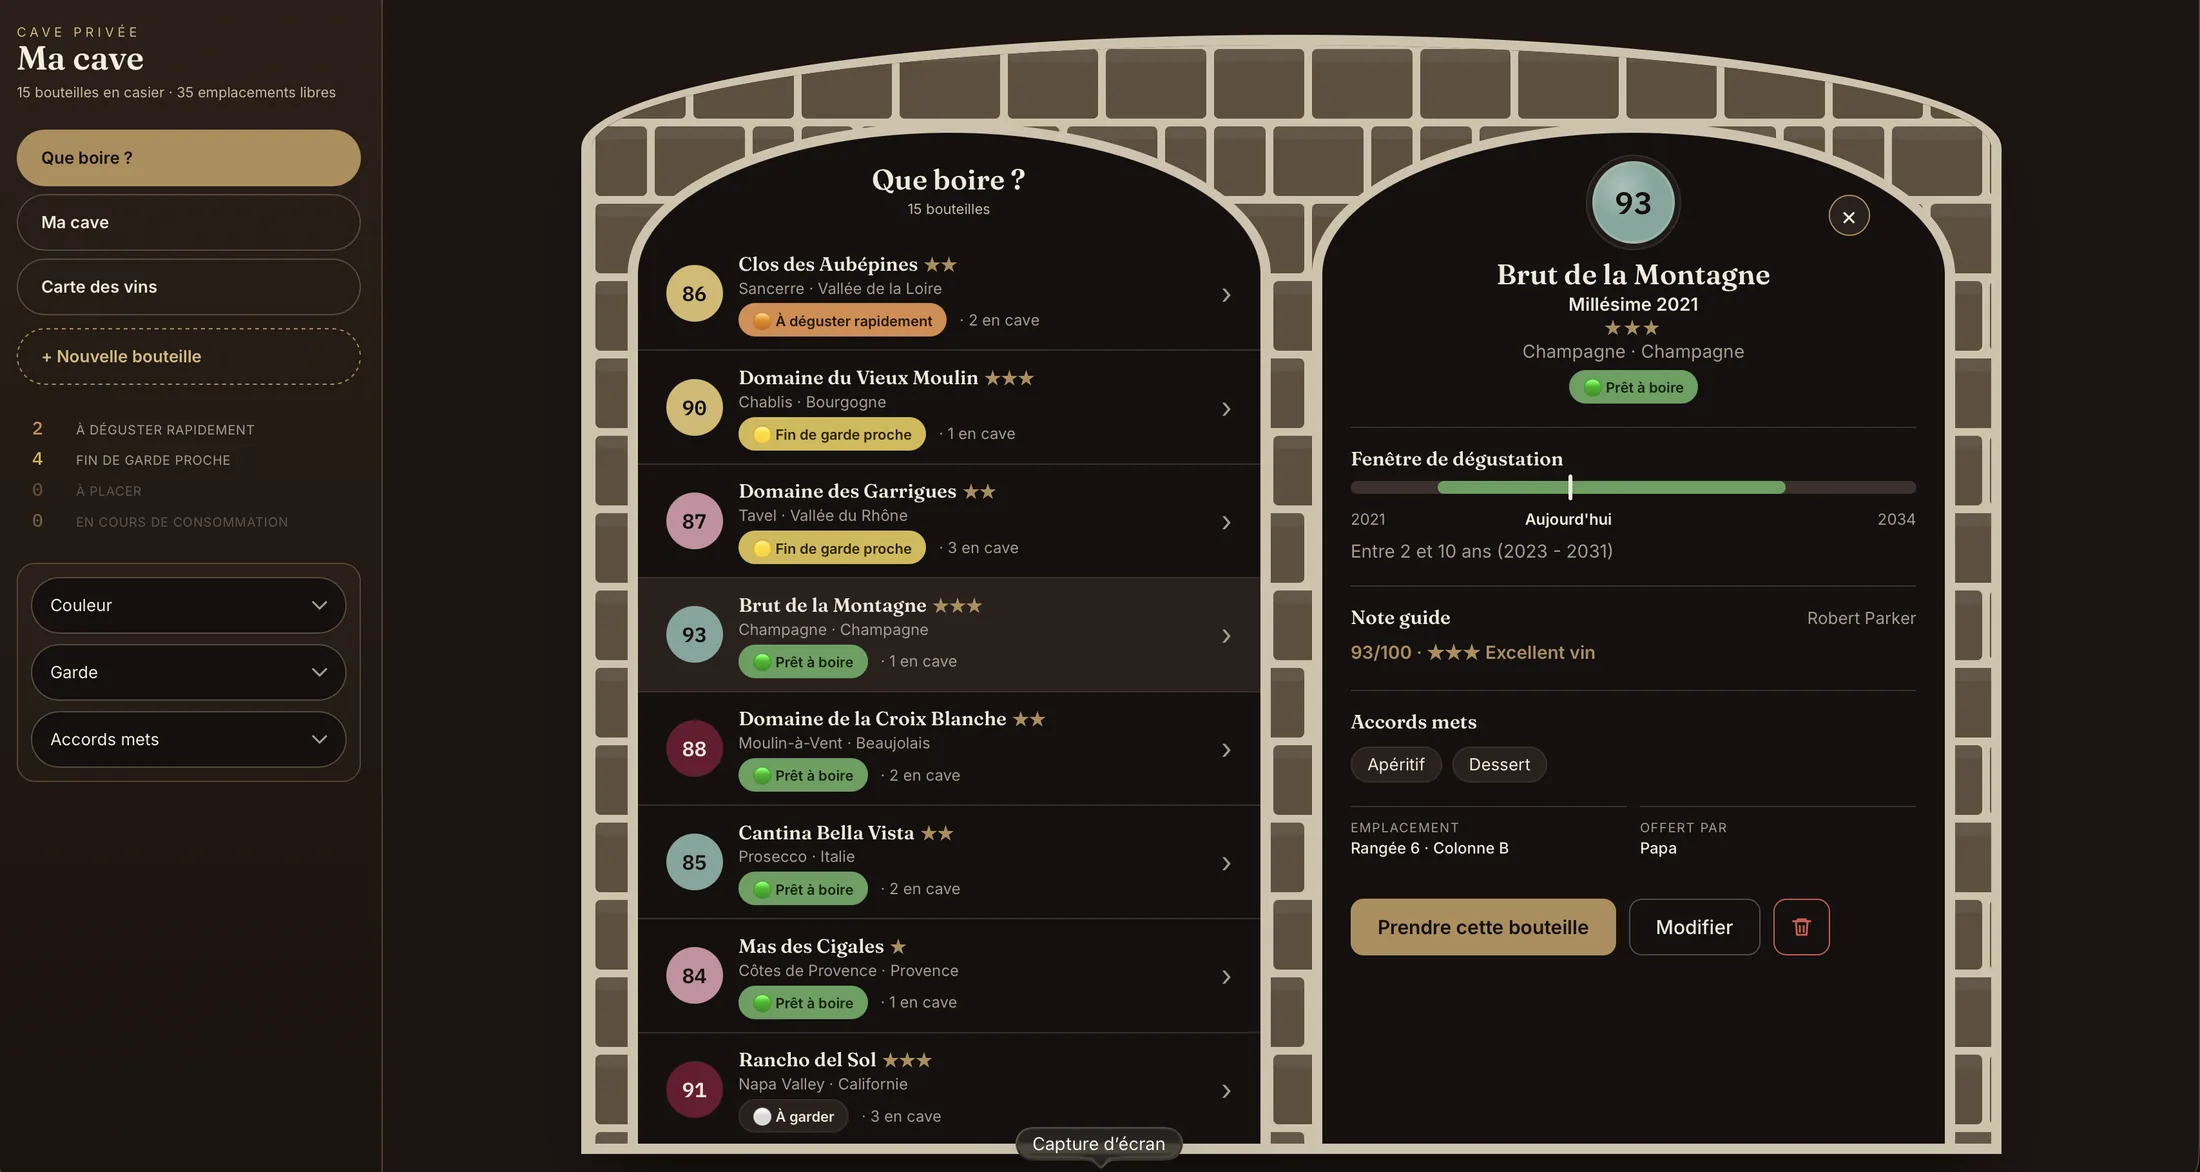 CAVE PRIVÉE
Ma cave
15 bouteilles en casier · 35 emplacements libres
Que boire ?
Ma cave
Carte des vins
+ Nouvelle bouteille
2 À DÉGUSTER RAPIDEMENT
4 FIN DE GARDE PROCHE
0 À PLACER
0 EN COURS DE CONSOMMATION
Couleur
Garde
Accords mets
Que boire ?
15 bouteilles
86
Clos des Aubépines ★★
Sancerre · Vallée de la Loire
À déguster rapidement · 2 en cave
90
Domaine du Vieux Moulin ★★★
Chablis · Bourgogne
Fin de garde proche · 1 en cave
87
Domaine des Garrigues ★★
Tavel · Vallée du Rhône
Fin de garde proche · 3 en cave
93
Brut de la Montagne ★★★
Champagne · Champagne
Prêt à boire · 1 en cave
88
Domaine de la Croix Blanche ★★
Moulin-à-Vent · Beaujolais
Prêt à boire · 2 en cave
85
Cantina Bella Vista ★★
Prosecco · Italie
Prêt à boire · 2 en cave
84
Mas des Cigales ★
Côtes de Provence · Provence
Prêt à boire · 1 en cave
91
Rancho del Sol ★★★
Napa Valley · Californie
À garder · 3 en cave
93
Brut de la Montagne
Millésime 2021
★★★
Champagne · Champagne
Prêt à boire
Fenêtre de dégustation
2021 Aujourd'hui 2034
Entre 2 et 10 ans (2023 - 2031)
Note guide Robert Parker
93/100 · ★★★ Excellent vin
Accords mets
Apéritif Dessert
EMPLACEMENT
Rangée 6 · Colonne B
OFFERT PAR
Papa
Prendre cette bouteille Modifier
Capture d’écran